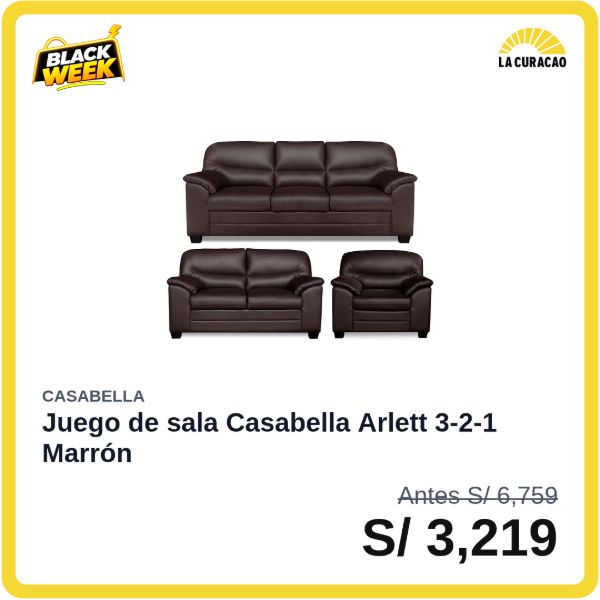 BLACK
WEEK
LA CURACAO
CASABELLA
Juego de sala Casabella Arlett 3-2-1
Marrón
Antes S/ 6,759
S/ 3,219